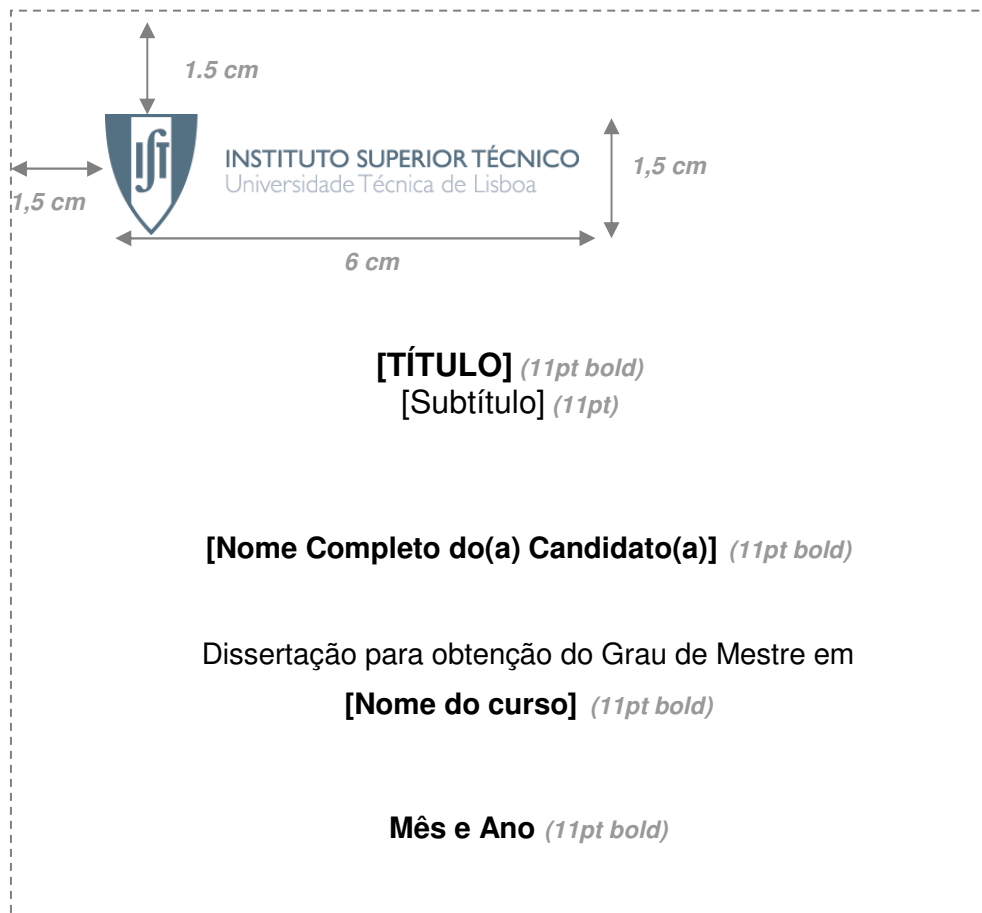 1.5 cm
IST
INSTITUTO SUPERIOR TÉCNICO
Universidade Técnica de Lisboa
1,5 cm
1,5 cm
6 cm
[TÍTULO] (11pt bold)
[Subtítulo] (11pt)
[Nome Completo do(a) Candidato(a)] (11pt bold)
Dissertação para obtenção do Grau de Mestre em
[Nome do curso] (11pt bold)
Mês e Ano (11pt bold)